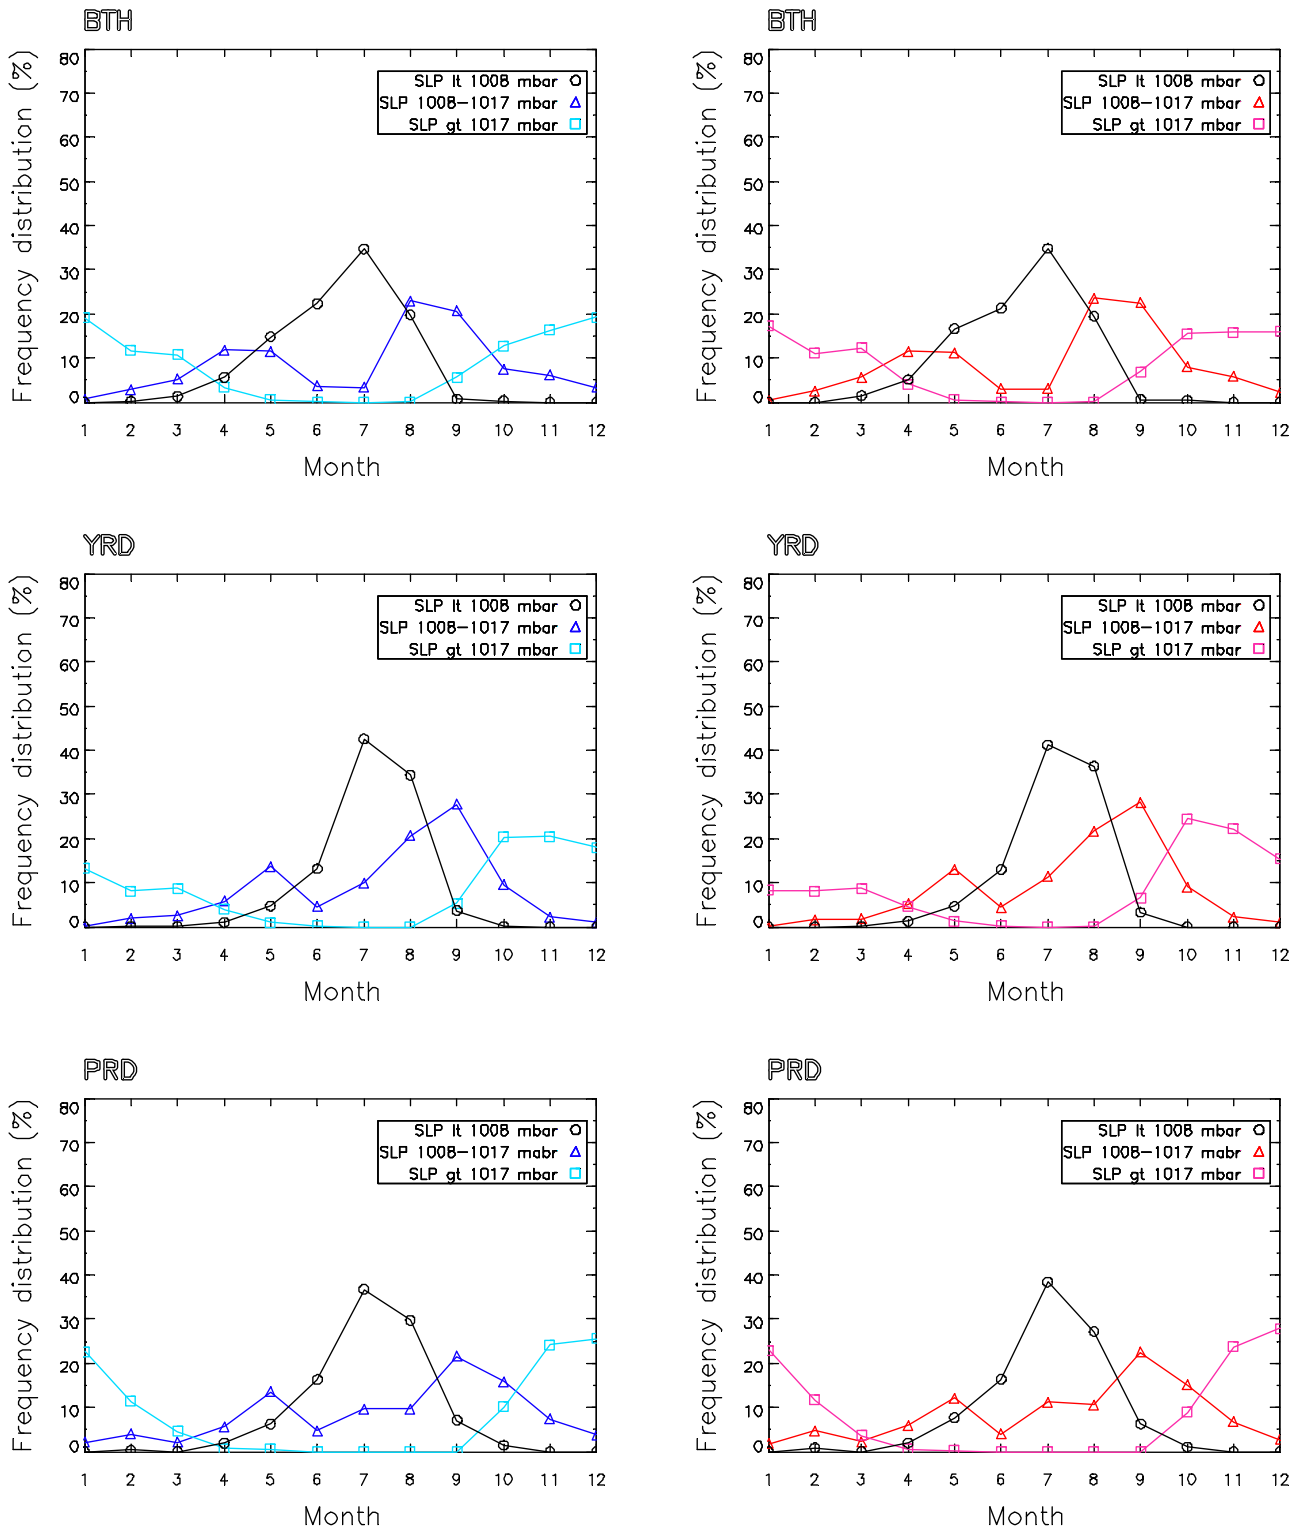 BTH
Frequency distribution (%)
80
70
60
50
40
30
20
10
0
SLP lt 1008 mbar
SLP 1008-1017 mbar
SLP gt 1017 mbar
1 2 3 4 5 6 7 8 9 10 11 12
Month
BTH
Frequency distribution (%)
80
70
60
50
40
30
20
10
0
SLP lt 1008 mbar
SLP 1008-1017 mbar
SLP gt 1017 mbar
1 2 3 4 5 6 7 8 9 10 11 12
Month
YRD
Frequency distribution (%)
80
70
60
50
40
30
20
10
0
SLP lt 1008 mbar
SLP 1008-1017 mbar
SLP gt 1017 mbar
1 2 3 4 5 6 7 8 9 10 11 12
Month
YRD
Frequency distribution (%)
80
70
60
50
40
30
20
10
0
SLP lt 1008 mbar
SLP 1008-1017 mbar
SLP gt 1017 mbar
1 2 3 4 5 6 7 8 9 10 11 12
Month
PRD
Frequency distribution (%)
80
70
60
50
40
30
20
10
0
SLP lt 1008 mbar
SLP 1008-1017 mabr
SLP gt 1017 mbar
1 2 3 4 5 6 7 8 9 10 11 12
Month
PRD
Frequency distribution (%)
80
70
60
50
40
30
20
10
0
SLP lt 1008 mbar
SLP 1008-1017 mabr
SLP gt 1017 mbar
1 2 3 4 5 6 7 8 9 10 11 12
Month